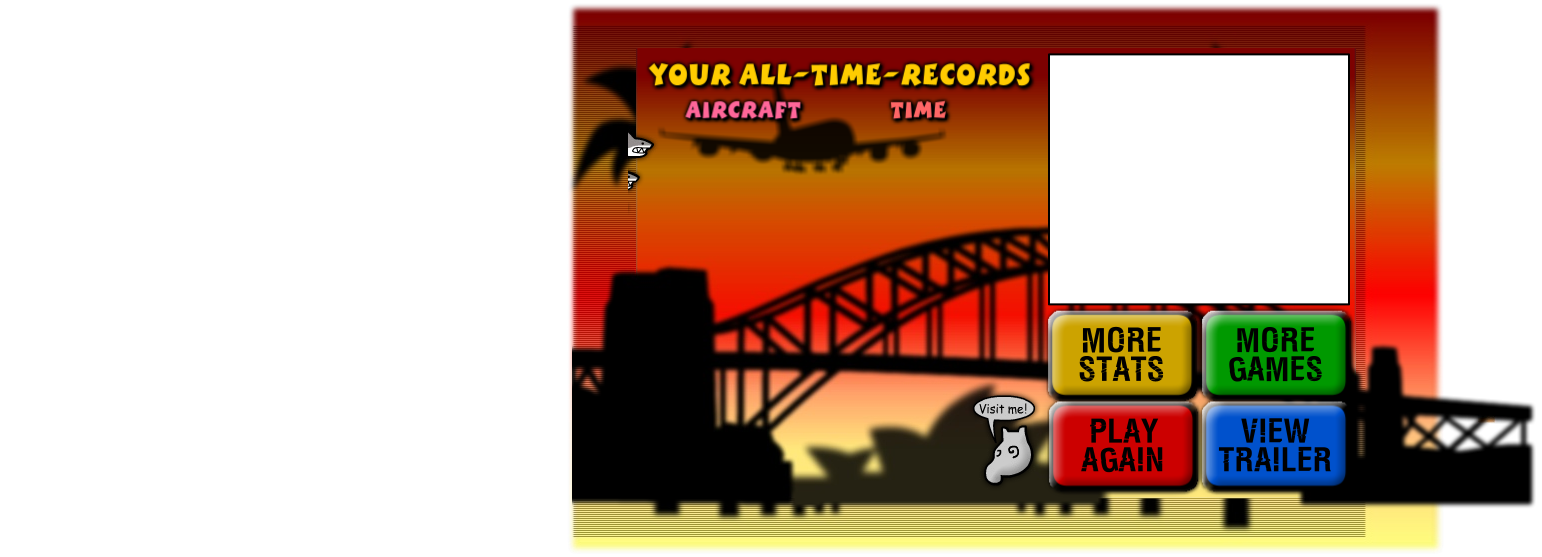 YOUR ALL-TIME-RECORDS
AIRCRAFT TIME
MORE
STATS
MORE
GAMES
Visit me!
PLAY
AGAIN
VIEW
TRAILER